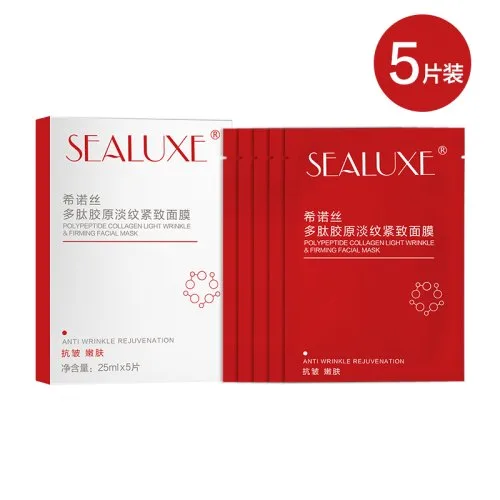 5片装
SEALUXE®
希诺丝
多肽胶原淡纹紧致面膜
POLYPEPTIDE COLLAGEN LIGHT WRINKLE
& FIRMING FACIAL MASK
ANTI WRINKLE REJUVENATION
抗皱 嫩肤
净含量：25ml x 5片
SEALUXE®
希诺丝
多肽胶原淡纹紧致面膜
POLYPEPTIDE COLLAGEN LIGHT WRINKLE
& FIRMING FACIAL MASK
ANTI WRINKLE REJUVENATION
抗皱 嫩肤